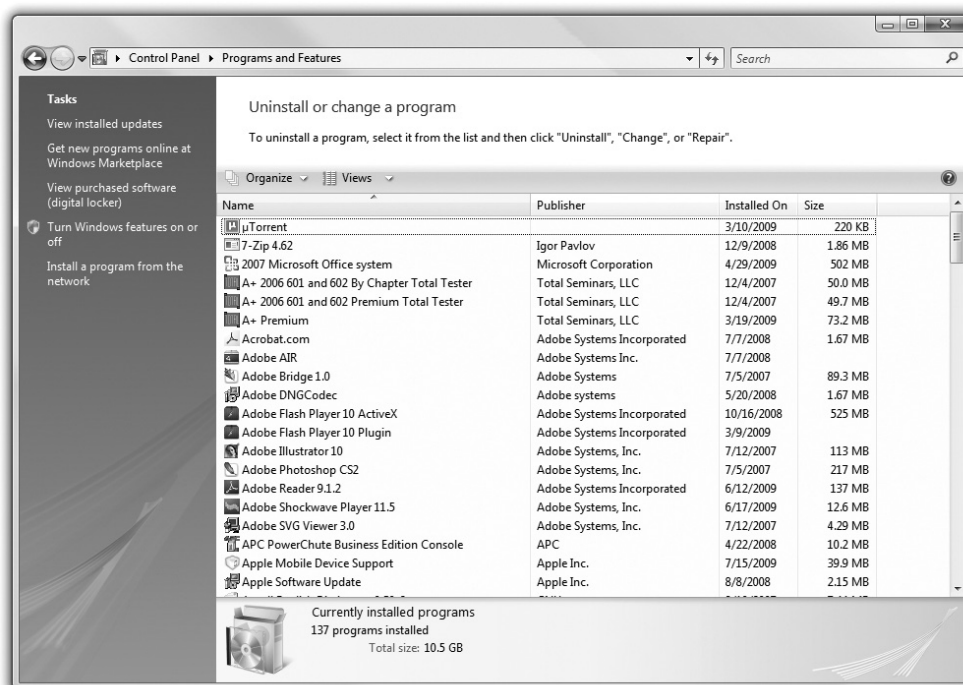 Control Panel Programs and Features Search
Tasks
View installed updates
Get new programs online at
Windows Marketplace
View purchased software
(digital locker)
Turn Windows features on or
off
Install a program from the
network
Uninstall or change a program
To uninstall a program, select it from the list and then click "Uninstall", "Change", or "Repair".
Organize Views
Name Publisher Installed On Size
µTorrent 3/10/2009 220 KB
7-Zip 4.62 Igor Pavlov 12/9/2008 1.86 MB
2007 Microsoft Office system Microsoft Corporation 4/29/2009 502 MB
A+ 2006 601 and 602 By Chapter Total Tester Total Seminars, LLC 12/4/2007 50.0 MB
A+ 2006 601 and 602 Premium Total Tester Total Seminars, LLC 12/4/2007 49.7 MB
A+ Premium Total Seminars, LLC 3/19/2009 73.2 MB
Acrobat.com Adobe Systems Incorporated 7/7/2008 1.67 MB
Adobe AIR Adobe Systems Inc. 7/7/2008
Adobe Bridge 1.0 Adobe Systems 7/5/2007 89.3 MB
Adobe DNGCodec Adobe systems 5/20/2008 1.67 MB
Adobe Flash Player 10 ActiveX Adobe Systems Incorporated 10/16/2008 525 MB
Adobe Flash Player 10 Plugin Adobe Systems Incorporated 3/9/2009
Adobe Illustrator 10 Adobe Systems, Inc. 7/12/2007 113 MB
Adobe Photoshop CS2 Adobe Systems, Inc. 7/5/2007 217 MB
Adobe Reader 9.1.2 Adobe Systems Incorporated 6/12/2009 137 MB
Adobe Shockwave Player 11.5 Adobe Systems, Inc. 6/17/2009 12.6 MB
Adobe SVG Viewer 3.0 Adobe Systems, Inc. 7/12/2007 4.29 MB
APC PowerChute Business Edition Console APC 4/22/2008 10.2 MB
Apple Mobile Device Support Apple Inc. 7/15/2009 39.9 MB
Apple Software Update Apple Inc. 8/8/2008 2.15 MB
Currently installed programs
137 programs installed
Total size: 10.5 GB